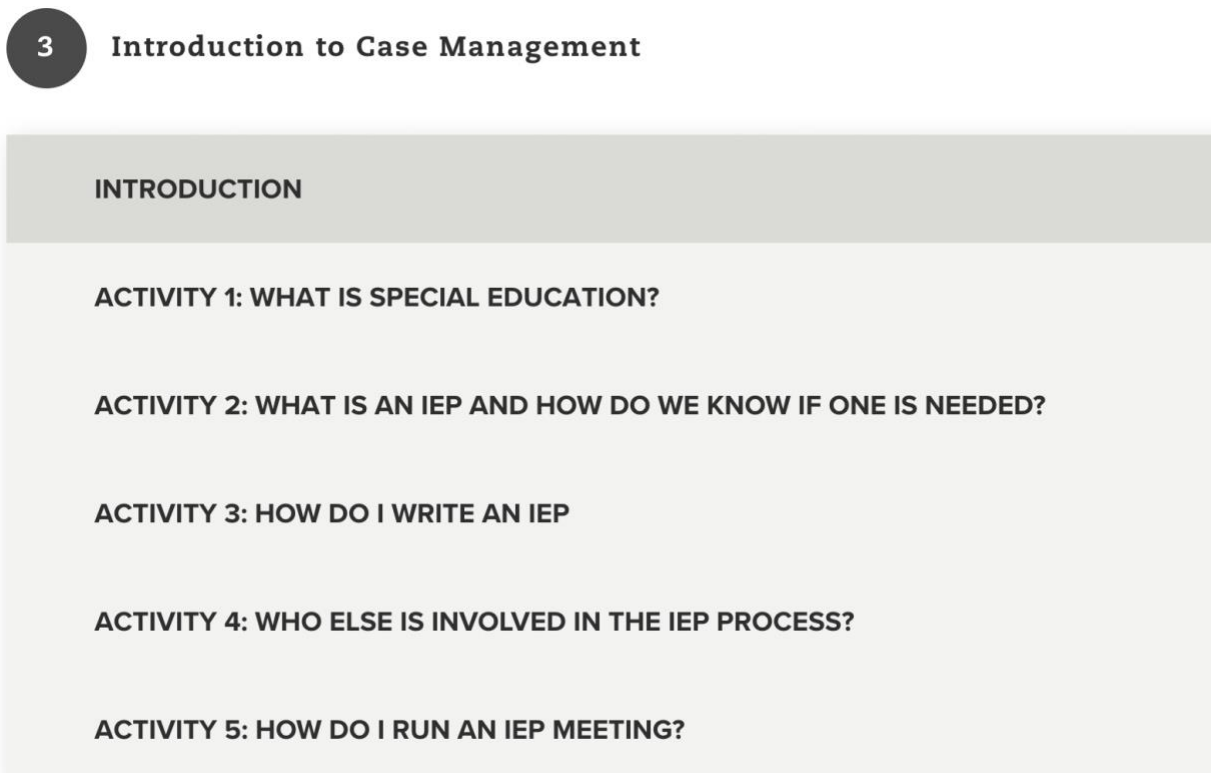 3
Introduction to Case Management
INTRODUCTION
ACTIVITY 1: WHAT IS SPECIAL EDUCATION?
ACTIVITY 2: WHAT IS AN IEP AND HOW DO WE KNOW IF ONE IS NEEDED?
ACTIVITY 3: HOW DO I WRITE AN IEP
ACTIVITY 4: WHO ELSE IS INVOLVED IN THE IEP PROCESS?
ACTIVITY 5: HOW DO I RUN AN IEP MEETING?